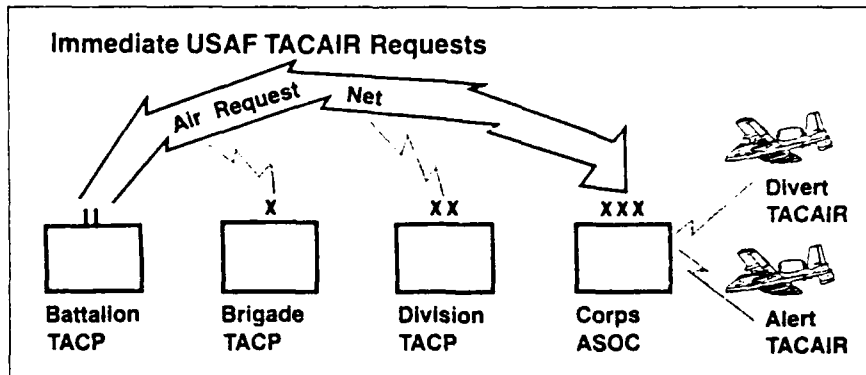 Immediate USAF TACAIR Requests
Air Request Net
II X XX XXX
Divert
TACAIR
Battalion Brigade Division Corps Alert
TACP TACP TACP ASOC TACAIR